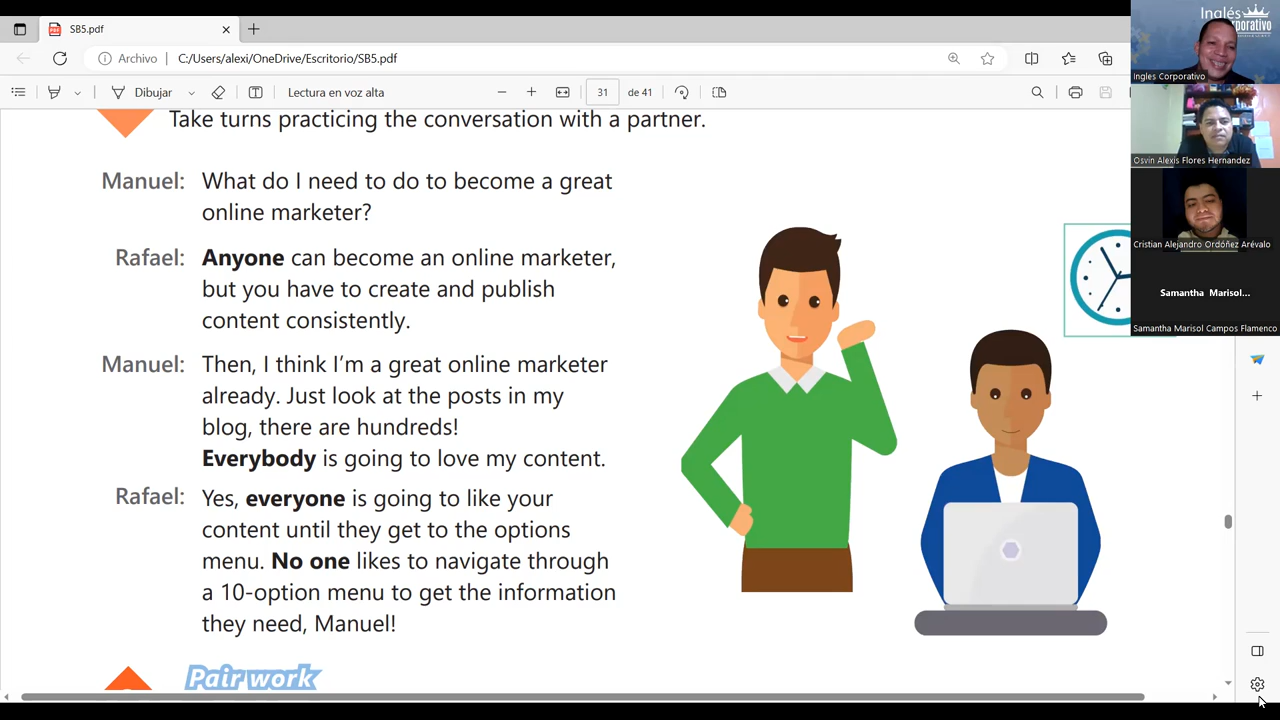 SB5.pdf
Archivo C:/Users/alexi/OneDrive/Escritorio/SB5.pdf
Dibujar Lectura en voz alta 31 de 41
Take turns practicing the conversation with a partner.
Manuel: What do I need to do to become a great
online marketer?
Rafael: Anyone can become an online marketer,
but you have to create and publish
content consistently.
Manuel: Then, I think I’m a great online marketer
already. Just look at the posts in my
blog, there are hundreds!
Everybody is going to love my content.
Rafael: Yes, everyone is going to like your
content until they get to the options
menu. No one likes to navigate through
a 10-option menu to get the information
they need, Manuel!
Pair work
Inglés
Ingles Corporativo
Osvin Alexis Flores Hernandez
Cristian Alejandro Ordóñez Arévalo
Samantha Marisol...
Samantha Marisol Campos Flamenco